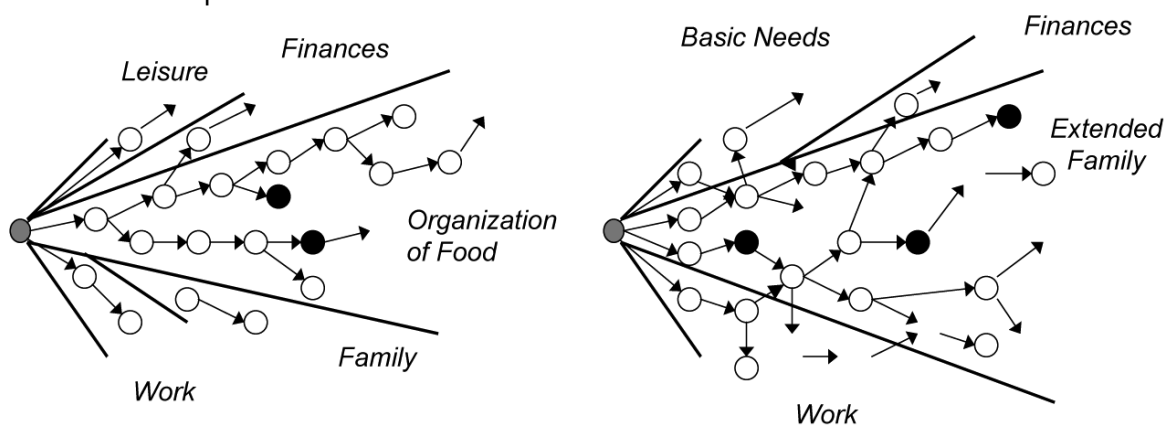 Leisure
Finances
Organization
of Food
Family
Work
Basic Needs
Finances
Extended
Family
Work